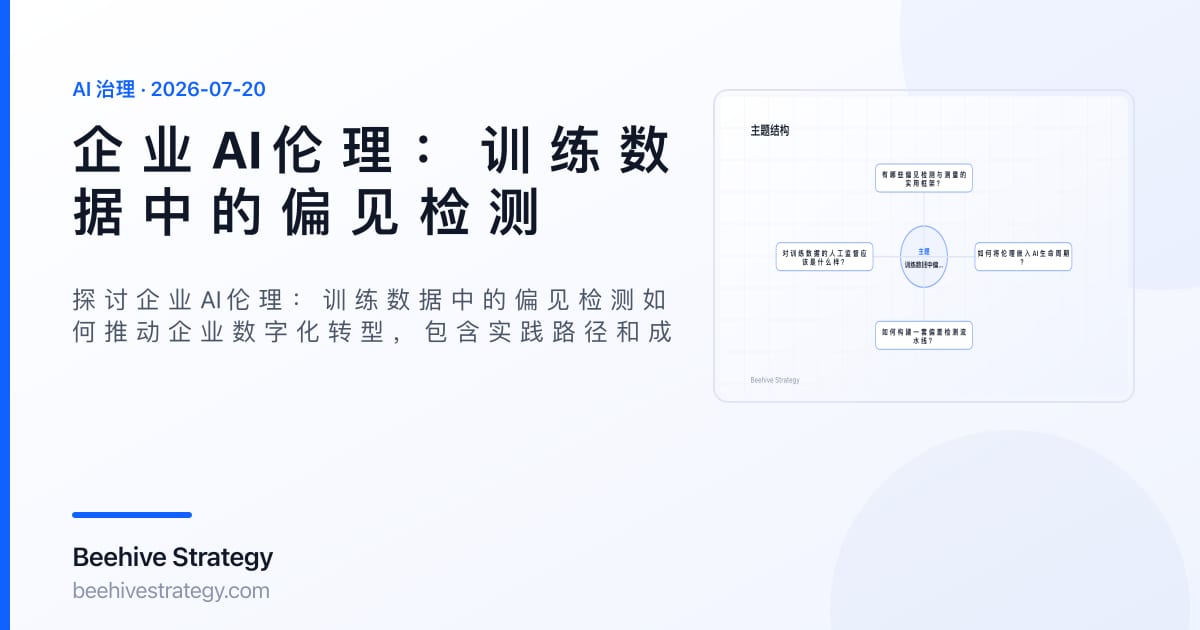 AI 治理 · 2026-07-20
企业AI伦理：训练数
据中的偏见检测
探讨企业AI伦理：训练数据中的偏见检测如
何推动企业数字化转型，包含实践路径和成
主题结构
有哪些偏见检测与测量的
实用框架？
对训练数据的人工监督应
该是什么样？
主题
训练数据中偏...
如何将伦理嵌入AI生命周期
？
如何构建一套偏差检测流
水线？
Beehive Strategy
Beehive Strategy
beehivestrategy.com